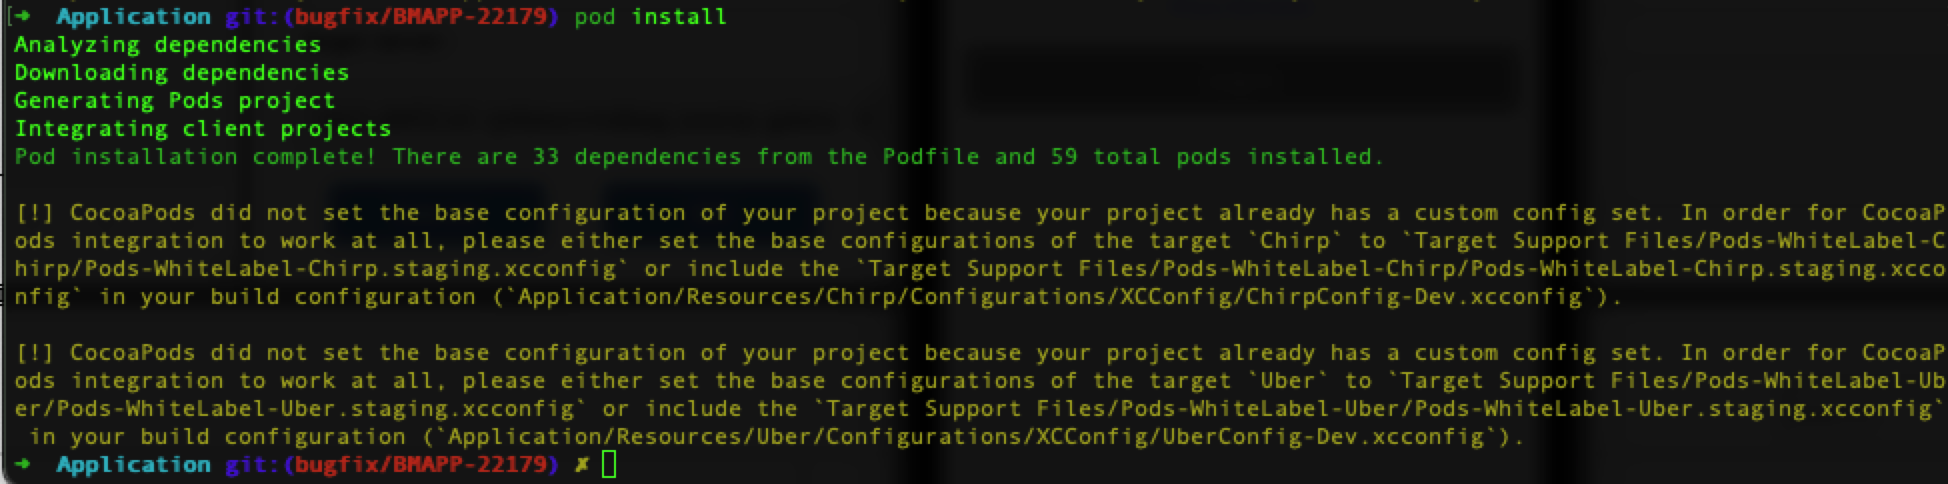 [➜  Application git:(bugfix/BMAPP-22179) pod install
Analyzing dependencies
Downloading dependencies
Generating Pods project
Integrating client projects
Pod installation complete! There are 33 dependencies from the Podfile and 59 total pods installed.
[!] CocoaPods did not set the base configuration of your project because your project already has a custom config set. In order for CocoaP
ods integration to work at all, please either set the base configurations of the target `Chirp` to `Target Support Files/Pods-WhiteLabel-C
hirp/Pods-WhiteLabel-Chirp.staging.xcconfig` or include the `Target Support Files/Pods-WhiteLabel-Chirp/Pods-WhiteLabel-Chirp.staging.xcco
nfig` in your build configuration (`Application/Resources/Chirp/Configurations/XCConfig/ChirpConfig-Dev.xcconfig`).
[!] CocoaPods did not set the base configuration of your project because your project already has a custom config set. In order for CocoaP
ods integration to work at all, please either set the base configurations of the target `Uber` to `Target Support Files/Pods-WhiteLabel-Ub
er/Pods-WhiteLabel-Uber.staging.xcconfig` or include the `Target Support Files/Pods-WhiteLabel-Uber/Pods-WhiteLabel-Uber.staging.xcconfig`
 in your build configuration (`Application/Resources/Uber/Configurations/XCConfig/UberConfig-Dev.xcconfig`).
➜  Application git:(bugfix/BMAPP-22179) ✗